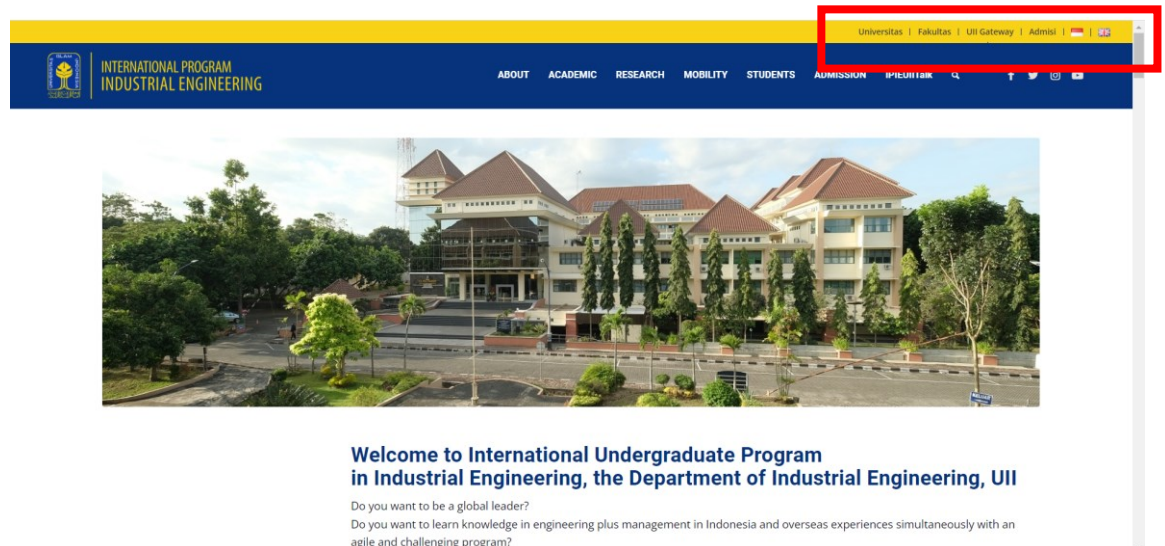 Universitas | Fakultas | UII Gateway | Admisi | |
INTERNATIONAL PROGRAM
INDUSTRIAL ENGINEERING
ABOUT ACADEMIC RESEARCH MOBILITY STUDENTS ADMISSION IPIEUIITalk
Welcome to International Undergraduate Program
in Industrial Engineering, the Department of Industrial Engineering, UII
Do you want to be a global leader?
Do you want to learn knowledge in engineering plus management in Indonesia and overseas experiences simultaneously with an
agile and challenging program?